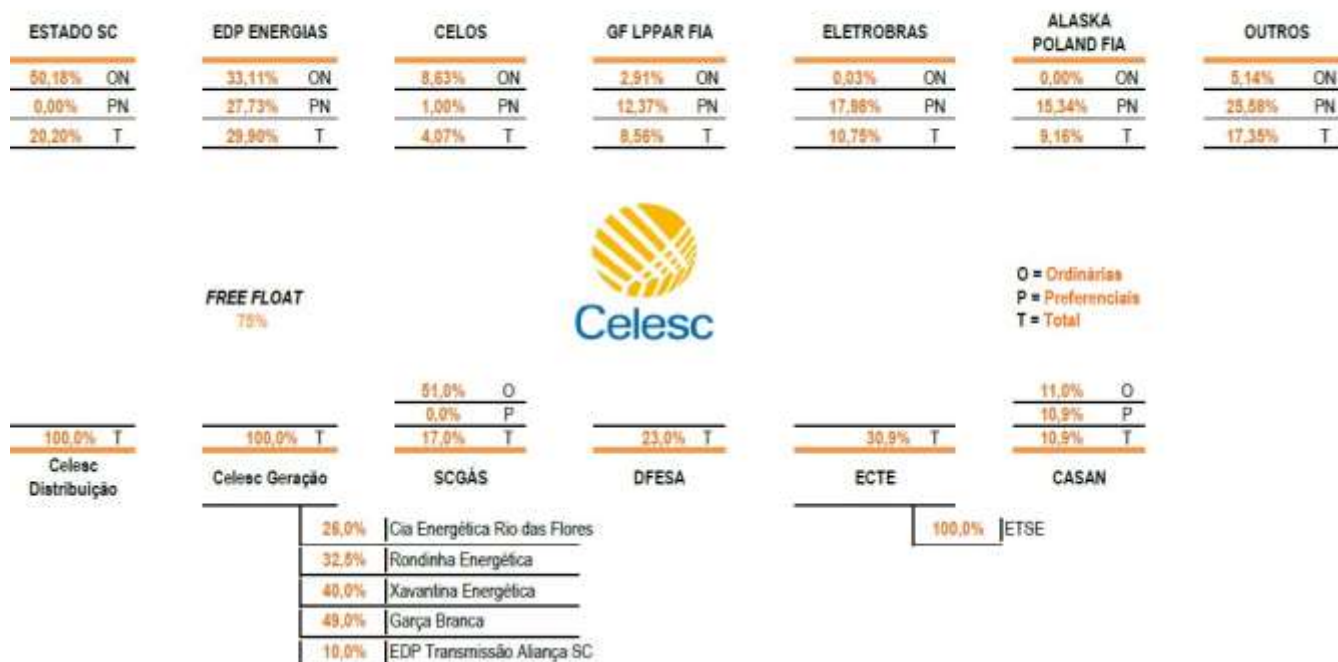 ESTADO SC
50,18% ON
0,00% PN
20,20% T
EDP ENERGIAS
33,11% ON
27,73% PN
29,90% T
CELOS
8,63% ON
1,00% PN
4,07% T
GF LPPAR FIA
2,91% ON
12,37% PN
8,56% T
ELETROBRAS
0,03% ON
17,98% PN
10,75% T
ALASKA
POLAND FIA
0,00% ON
15,34% PN
9,16% T
OUTROS
5,14% ON
25,58% PN
17,35% T
FREE FLOAT
75%
Celesc
O = Ordinárias
P = Preferenciais
T = Total
100,0% T
Celesc
Distribuição
100,0% T
Celesc Geração
51,0% O
0,0% P
17,0% T
SCGÁS
23,0% T
DFESA
30,9% T
ECTE
11,0% O
10,9% P
10,9% T
CASAN
26,0% Cia Energética Rio das Flores
32,5% Rondinha Energética
40,0% Xavantina Energética
49,0% Garça Branca
10,0% EDP Transmissão Aliança SC
100,0% ETSE